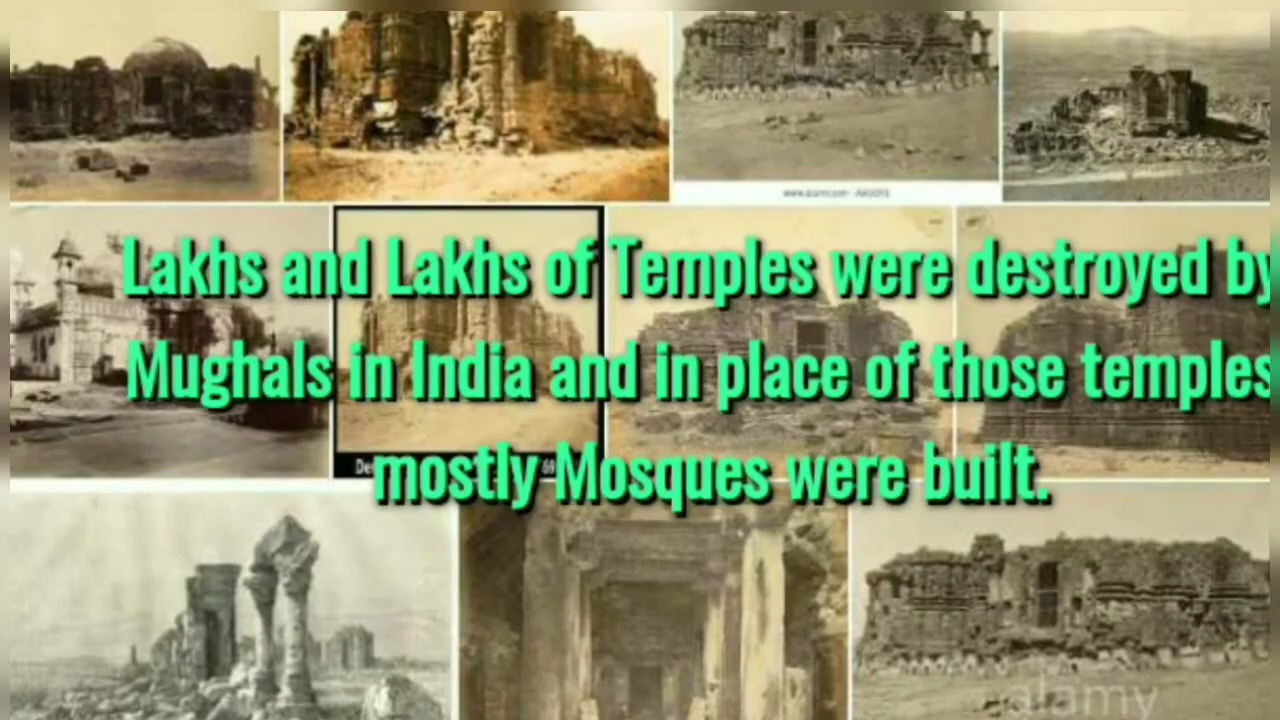 Lakhs and Lakhs of Temples were destroyed by
Mughals in India and in place of those temples
mostly Mosques were built.
alamy